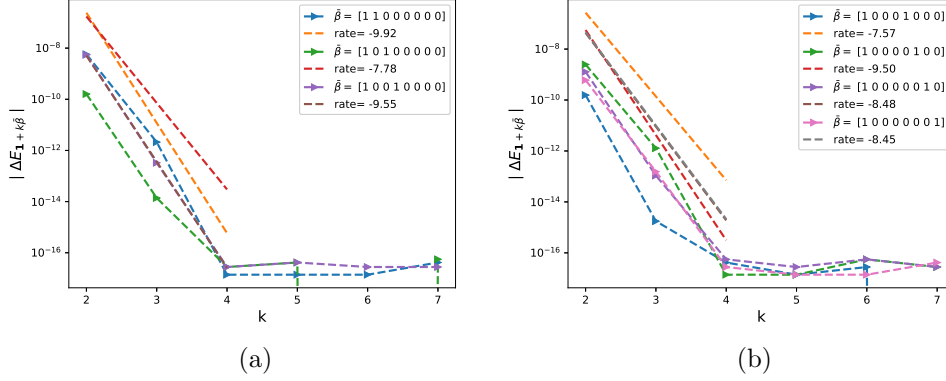 10⁻⁸
10⁻¹⁰
10⁻¹²
10⁻¹⁴
10⁻¹⁶
| ΔE₁₊ₖβ̄ |
2 3 4 5 6 7
k
β̄ = [1 1 0 0 0 0 0 0]
rate= -9.92
β̄ = [1 0 1 0 0 0 0 0]
rate= -7.78
β̄ = [1 0 0 1 0 0 0 0]
rate= -9.55
(a)
10⁻⁸
10⁻¹⁰
10⁻¹²
10⁻¹⁴
10⁻¹⁶
| ΔE₁₊ₖβ̄ |
2 3 4 5 6 7
k
β̄ = [1 0 0 0 1 0 0 0]
rate= -7.57
β̄ = [1 0 0 0 0 1 0 0]
rate= -9.50
β̄ = [1 0 0 0 0 0 1 0]
rate= -8.48
β̄ = [1 0 0 0 0 0 0 1]
rate= -8.45
(b)